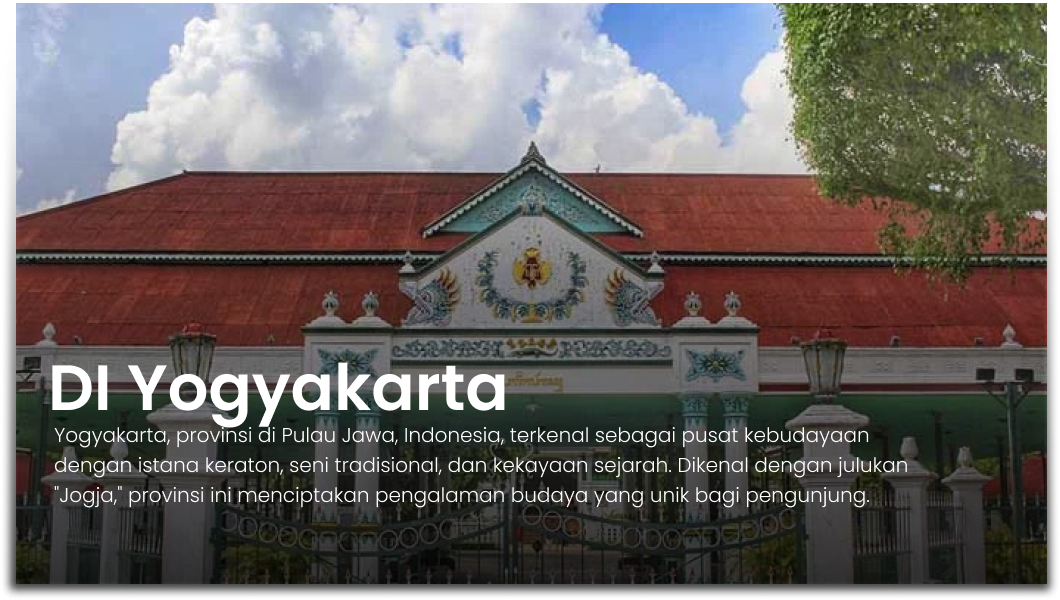 DI Yogyakarta
Yogyakarta, provinsi di Pulau Jawa, Indonesia, terkenal sebagai pusat kebudayaan
dengan istana keraton, seni tradisional, dan kekayaan sejarah. Dikenal dengan julukan
"Jogja," provinsi ini menciptakan pengalaman budaya yang unik bagi pengunjung.